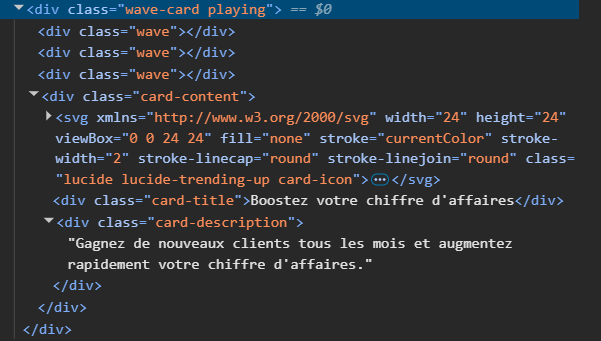 <div class="wave-card playing"> == $0
<div class="wave"></div>
<div class="wave"></div>
<div class="wave"></div>
<div class="card-content">
<svg xmlns="http://www.w3.org/2000/svg" width="24" height="24"
viewBox="0 0 24 24" fill="none" stroke="currentColor" stroke-
width="2" stroke-linecap="round" stroke-linejoin="round" class=
"lucide lucide-trending-up card-icon">…</svg>
<div class="card-title">Boostez votre chiffre d'affaires</div>
<div class="card-description">
"Gagnez de nouveaux clients tous les mois et augmentez
rapidement votre chiffre d'affaires."
</div>
</div>
</div>